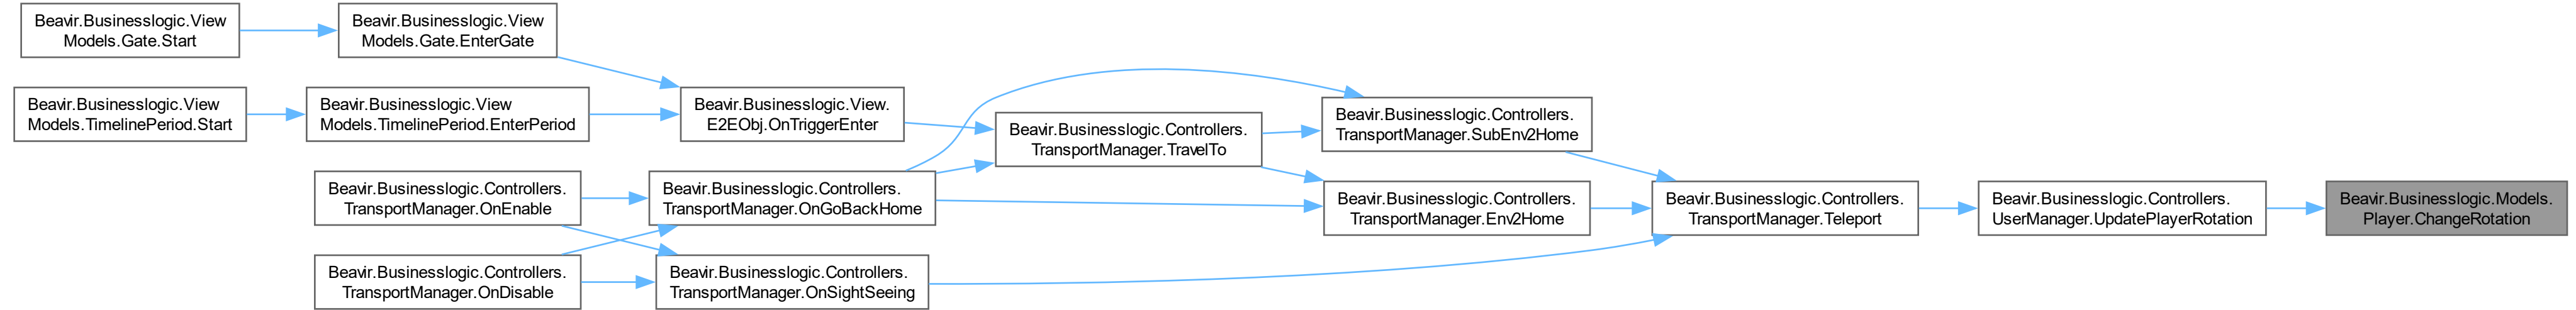 Beavir.Businesslogic.View
Models.Gate.Start
Beavir.Businesslogic.View
Models.Gate.EnterGate
Beavir.Businesslogic.View
Models.TimelinePeriod.Start
Beavir.Businesslogic.View
Models.TimelinePeriod.EnterPeriod
Beavir.Businesslogic.View.
E2EObj.OnTriggerEnter
Beavir.Businesslogic.Controllers.
TransportManager.TravelTo
Beavir.Businesslogic.Controllers.
TransportManager.SubEnv2Home
Beavir.Businesslogic.Controllers.
TransportManager.OnEnable
Beavir.Businesslogic.Controllers.
TransportManager.OnGoBackHome
Beavir.Businesslogic.Controllers.
TransportManager.Env2Home
Beavir.Businesslogic.Controllers.
TransportManager.Teleport
Beavir.Businesslogic.Controllers.
UserManager.UpdatePlayerRotation
Beavir.Businesslogic.Models.
Player.ChangeRotation
Beavir.Businesslogic.Controllers.
TransportManager.OnDisable
Beavir.Businesslogic.Controllers.
TransportManager.OnSightSeeing